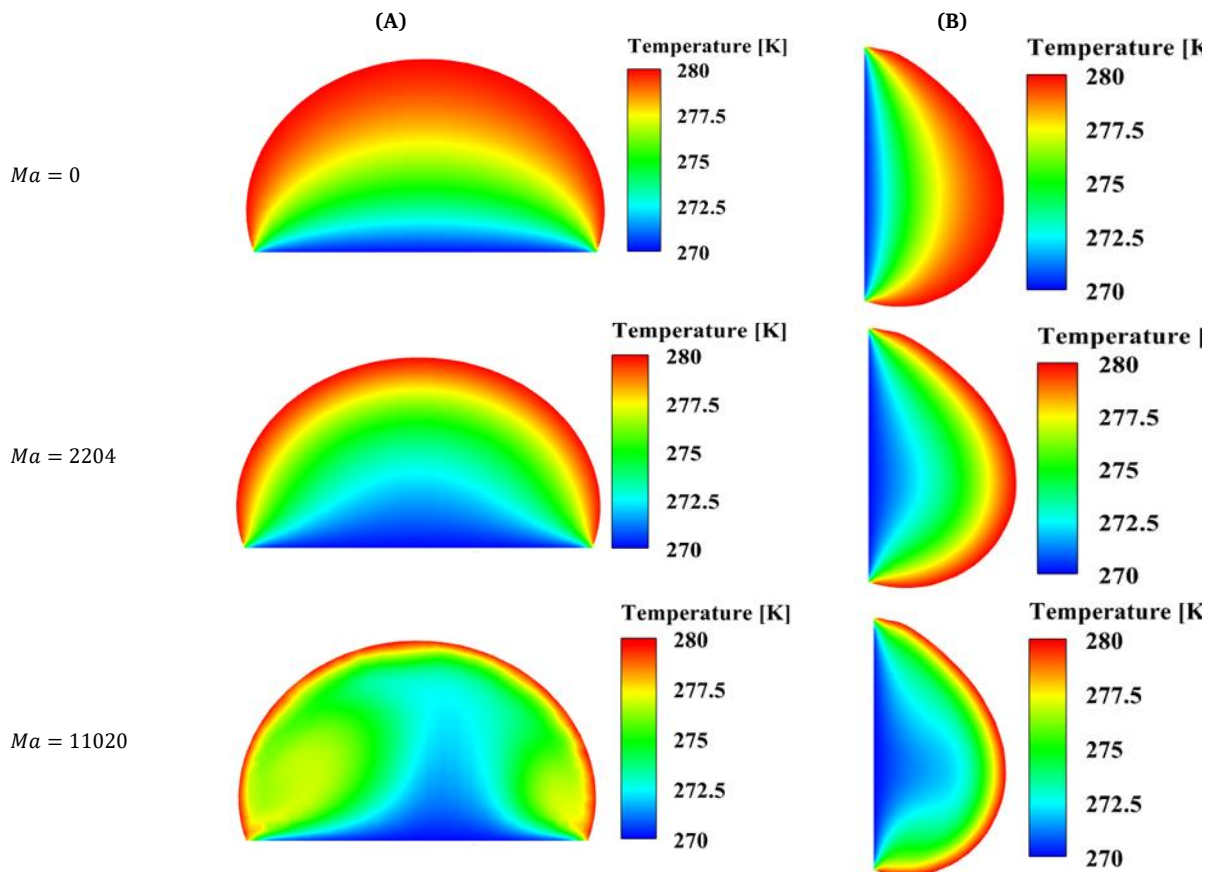 (A) (B)
Temperature [K] Temperature [K
280 280
277.5 277.5
275 275
272.5 272.5
270 270
Ma = 0
Temperature [K] Temperature [
280 280
277.5 277.5
275 275
272.5 272.5
270 270
Ma = 2204
Temperature [K] Temperature [K]
280 280
277.5 277.5
275 275
272.5 272.5
270 270
Ma = 11020